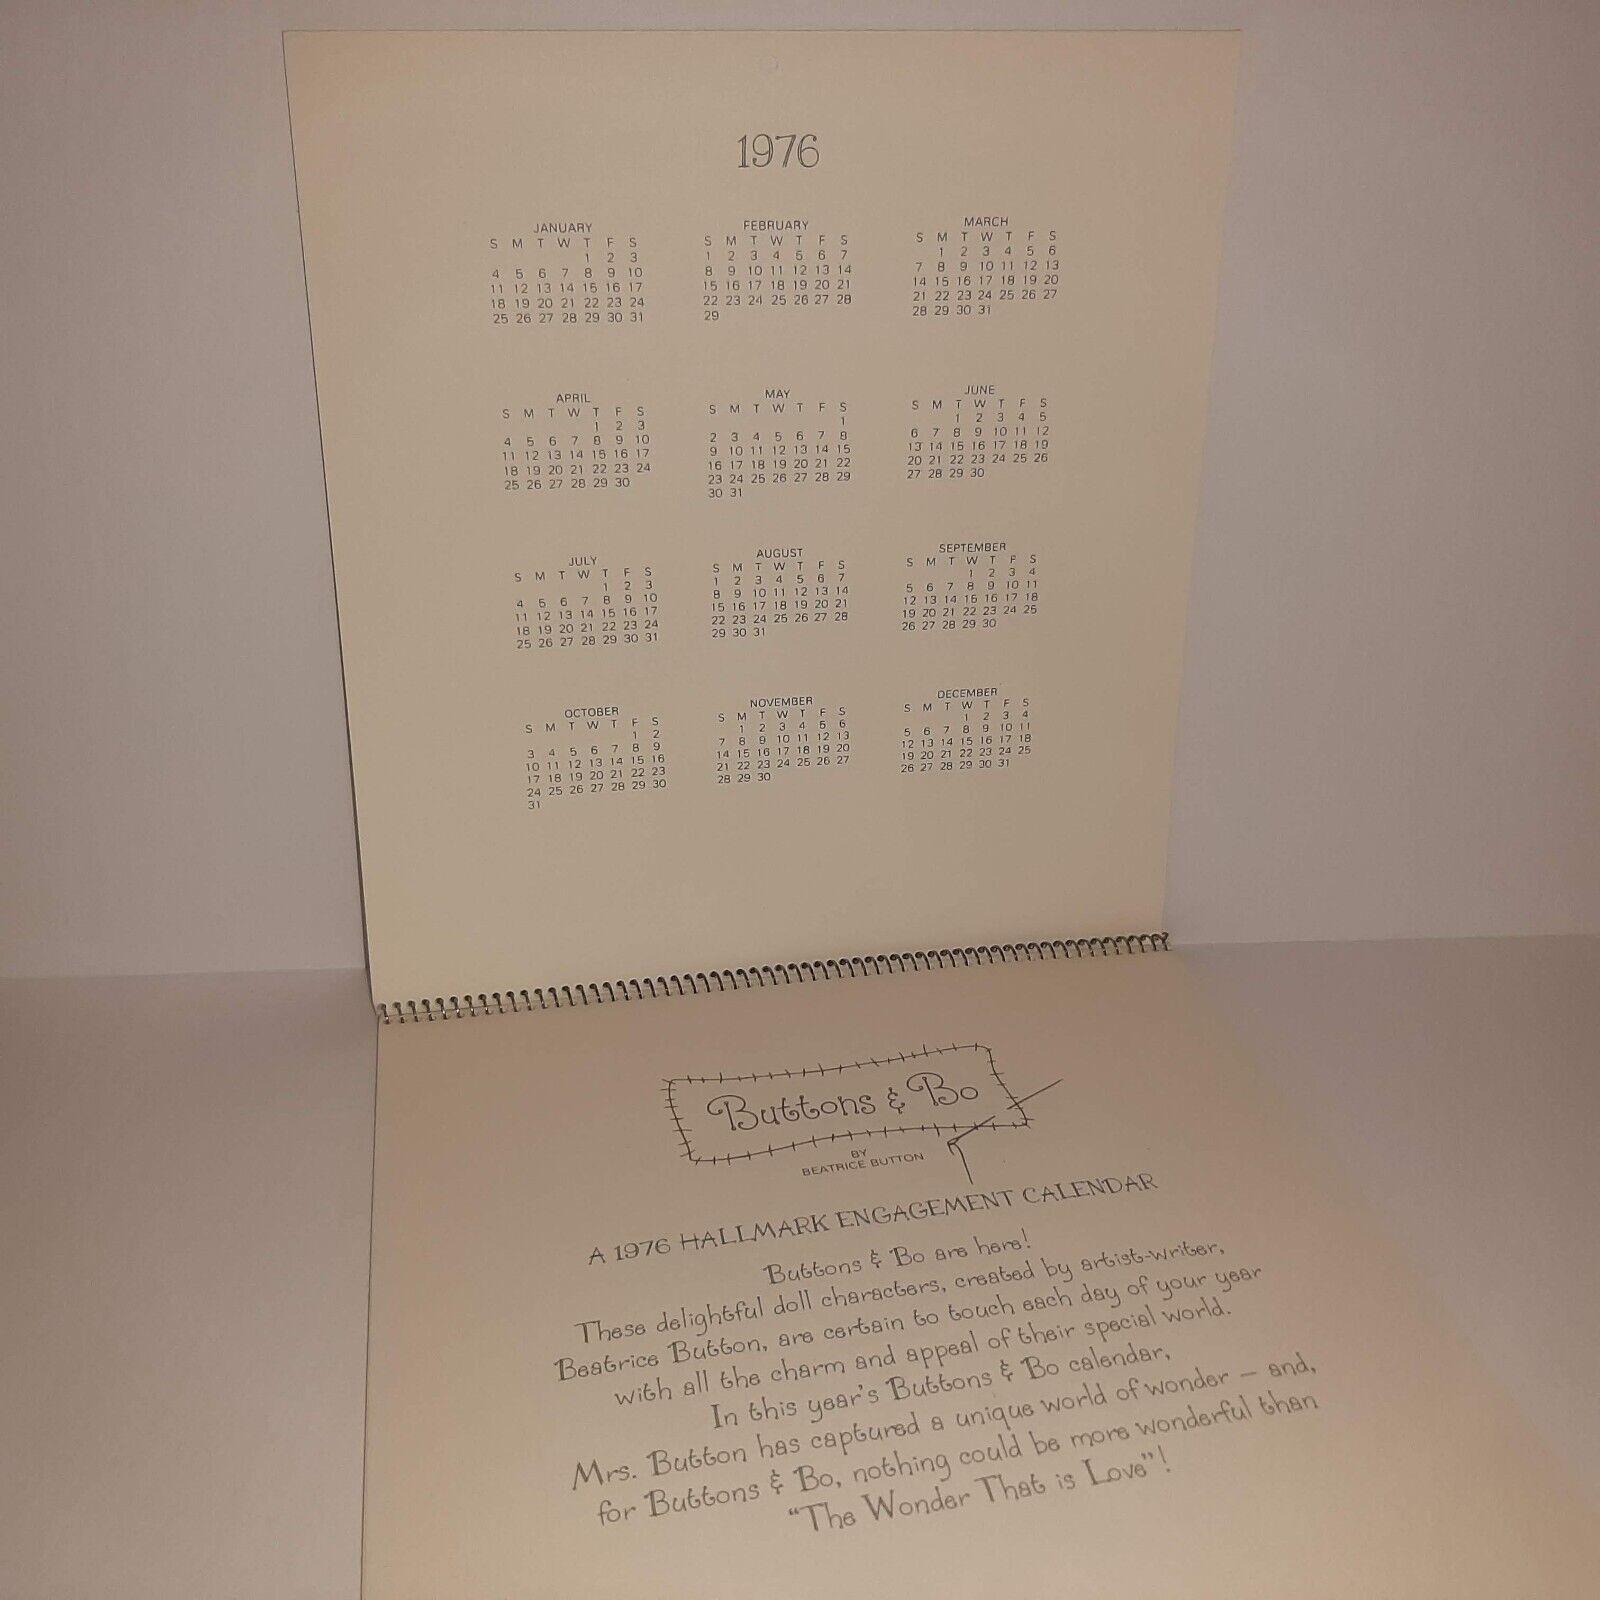 1976
JANUARY
S M T W T F S
1 2 3
4 5 6 7 8 9 10
11 12 13 14 15 16 17
18 19 20 21 22 23 24
25 26 27 28 29 30 31
FEBRUARY
S M T W T F S
1 2 3 4 5 6 7
8 9 10 11 12 13 14
15 16 17 18 19 20 21
22 23 24 25 26 27 28
29
MARCH
S M T W T F S
1 2 3 4 5 6
7 8 9 10 11 12 13
14 15 16 17 18 19 20
21 22 23 24 25 26 27
28 29 30 31
APRIL
S M T W T F S
1 2 3
4 5 6 7 8 9 10
11 12 13 14 15 16 17
18 19 20 21 22 23 24
25 26 27 28 29 30
MAY
S M T W T F S
1
2 3 4 5 6 7 8
9 10 11 12 13 14 15
16 17 18 19 20 21 22
23 24 25 26 27 28 29
30 31
JUNE
S M T W T F S
1 2 3 4 5
6 7 8 9 10 11 12
13 14 15 16 17 18 19
20 21 22 23 24 25 26
27 28 29 30
JULY
S M T W T F S
1 2 3
4 5 6 7 8 9 10
11 12 13 14 15 16 17
18 19 20 21 22 23 24
25 26 27 28 29 30 31
AUGUST
S M T W T F S
1 2 3 4 5 6 7
8 9 10 11 12 13 14
15 16 17 18 19 20 21
22 23 24 25 26 27 28
29 30 31
SEPTEMBER
S M T W T F S
1 2 3 4
5 6 7 8 9 10 11
12 13 14 15 16 17 18
19 20 21 22 23 24 25
26 27 28 29 30
OCTOBER
S M T W T F S
1 2
3 4 5 6 7 8 9
10 11 12 13 14 15 16
17 18 19 20 21 22 23
24 25 26 27 28 29 30
31
NOVEMBER
S M T W T F S
1 2 3 4 5 6
7 8 9 10 11 12 13
14 15 16 17 18 19 20
21 22 23 24 25 26 27
28 29 30
DECEMBER
S M T W T F S
1 2 3 4
5 6 7 8 9 10 11
12 13 14 15 16 17 18
19 20 21 22 23 24 25
26 27 28 29 30 31
Buttons & Bo
BY
BEATRICE BUTTON
A 1976 HALLMARK ENGAGEMENT CALENDAR
Buttons & Bo are here!
These delightful doll characters, created by artist-writer,
Beatrice Button, are certain to touch each day of your year
with all the charm and appeal of their special world.
In this year's Buttons & Bo calendar,
Mrs. Button has captured a unique world of wonder — and,
for Buttons & Bo, nothing could be more wonderful than
"The Wonder That is Love"!